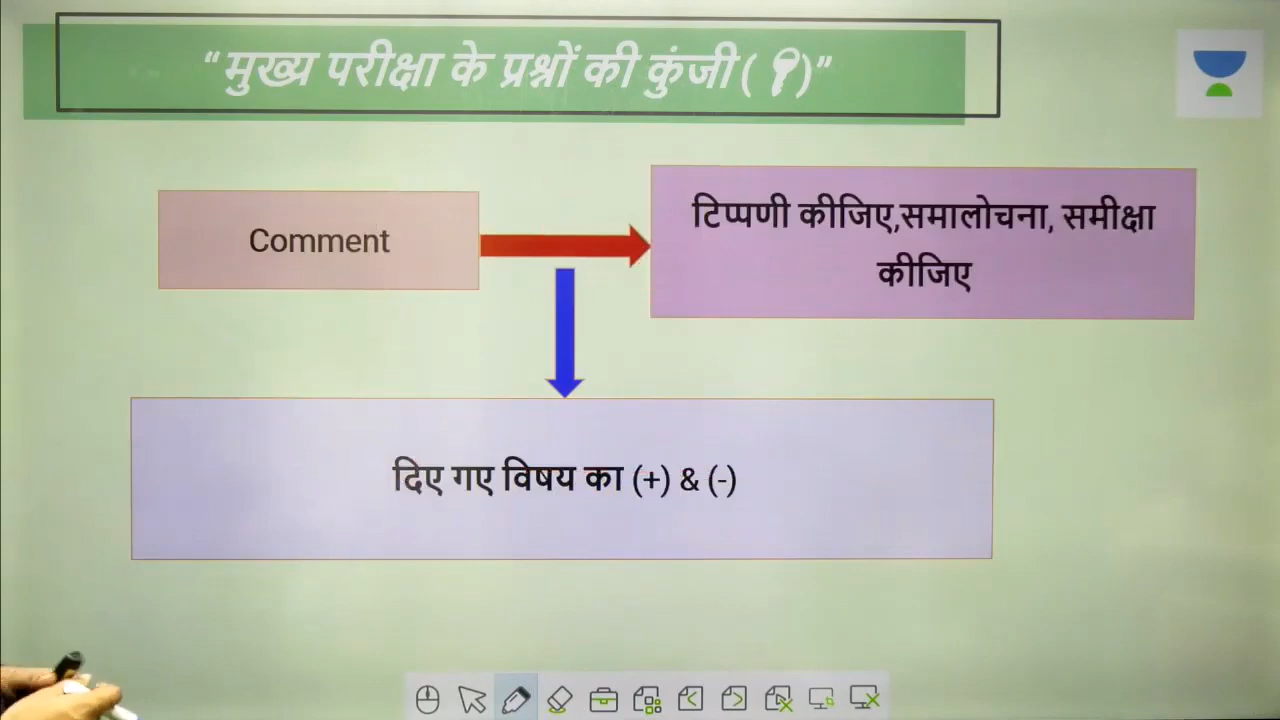 “मुख्य परीक्षा के प्रश्नों की कुंजी ( )”
Comment
टिप्पणी कीजिए,समालोचना, समीक्षा
कीजिए
दिए गए विषय का (+) & (-)